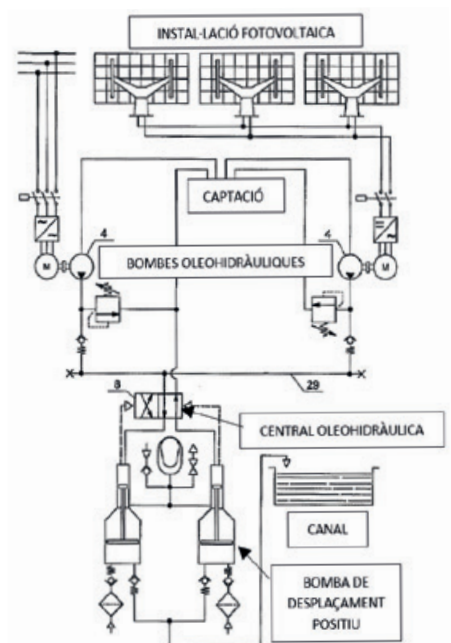 INSTAL·LACIÓ FOTOVOLTAICA
CAPTACIÓ
4
4
BOMBES OLEOHIDRÀULIQUES
M
M
8
29
CENTRAL OLEOHIDRÀULICA
CANAL
BOMBA DE
DESPLAÇAMENT
POSITIU